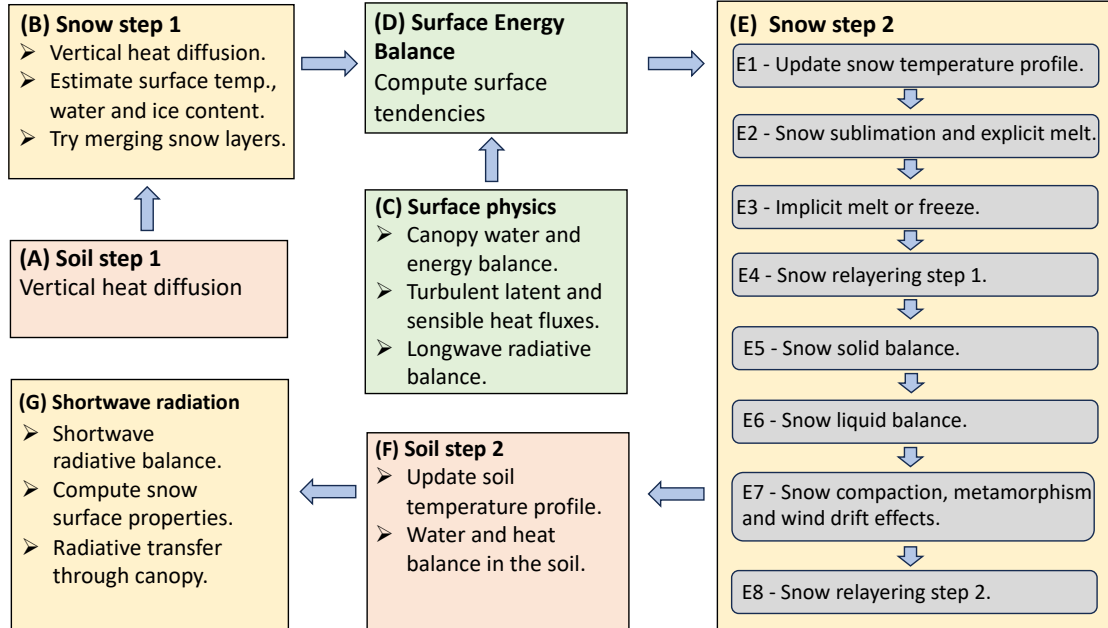 (B) Snow step 1
➢ Vertical heat diffusion.
➢ Estimate surface temp.,
water and ice content.
➢ Try merging snow layers.
(A) Soil step 1
Vertical heat diffusion
(D) Surface Energy
Balance
Compute surface
tendencies
(C) Surface physics
➢ Canopy water and
energy balance.
➢ Turbulent latent and
sensible heat fluxes.
➢ Longwave radiative
balance.
(E) Snow step 2
E1 - Update snow temperature profile.
E2 - Snow sublimation and explicit melt.
E3 - Implicit melt or freeze.
E4 - Snow relayering step 1.
E5 - Snow solid balance.
E6 - Snow liquid balance.
E7 - Snow compaction, metamorphism
and wind drift effects.
E8 - Snow relayering step 2.
(F) Soil step 2
➢ Update soil
temperature profile.
➢ Water and heat
balance in the soil.
(G) Shortwave radiation
➢ Shortwave
radiative balance.
➢ Compute snow
surface properties.
➢ Radiative transfer
through canopy.